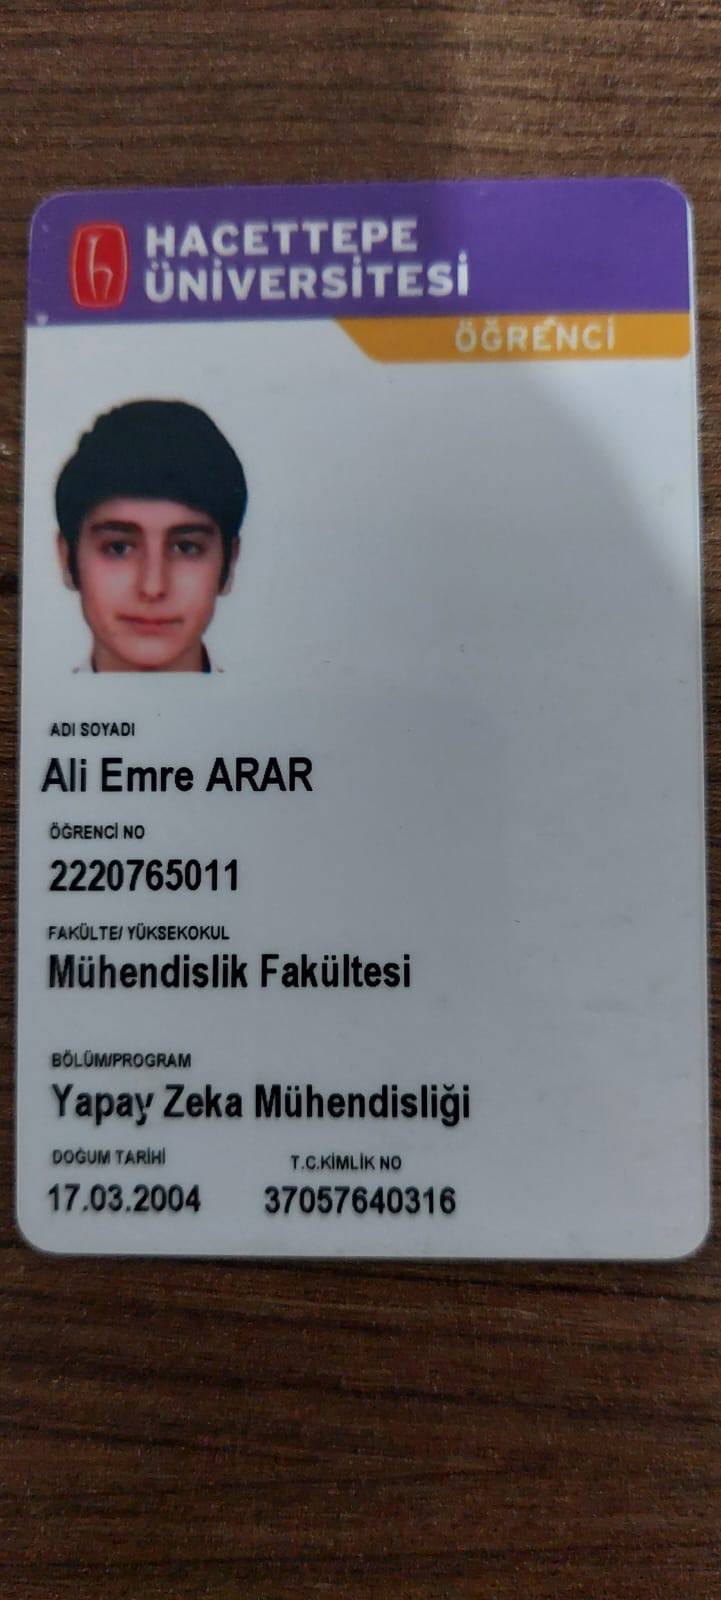 HACETTEPE
ÜNİVERSİTESİ
ÖĞRENCİ
ADI SOYADI
Ali Emre ARAR
ÖĞRENCİ NO
2220765011
FAKÜLTE/ YÜKSEKOKUL
Mühendislik Fakültesi
BÖLÜM/PROGRAM
Yapay Zeka Mühendisliği
DOĞUM TARİHİ T.C.KİMLİK NO
17.03.2004 37057640316